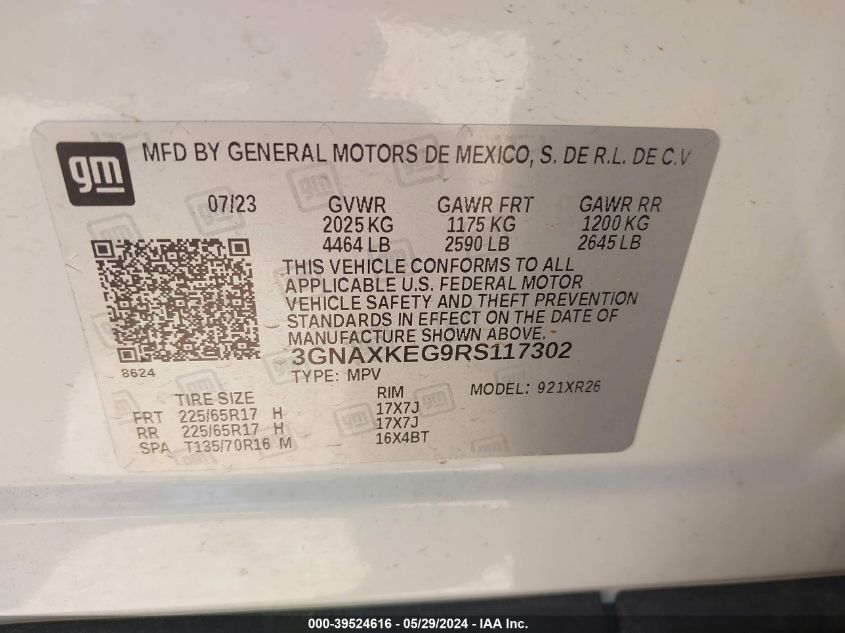 gm
MFD BY GENERAL MOTORS DE MEXICO, S. DE R.L. DE C.V
07/23 GVWR GAWR FRT GAWR RR
2025 KG 1175 KG 1200 KG
4464 LB 2590 LB 2645 LB
THIS VEHICLE CONFORMS TO ALL
APPLICABLE U.S. FEDERAL MOTOR
VEHICLE SAFETY AND THEFT PREVENTION
STANDARDS IN EFFECT ON THE DATE OF
MANUFACTURE SHOWN ABOVE.
3GNAXKEG9RS117302
8624
TYPE: MPV MODEL: 921XR26
TIRE SIZE RIM
FRT 225/65R17 H 17X7J
RR 225/65R17 H 17X7J
SPA T135/70R16 M 16X4BT
000-39524616 - 05/29/2024 - IAA Inc.